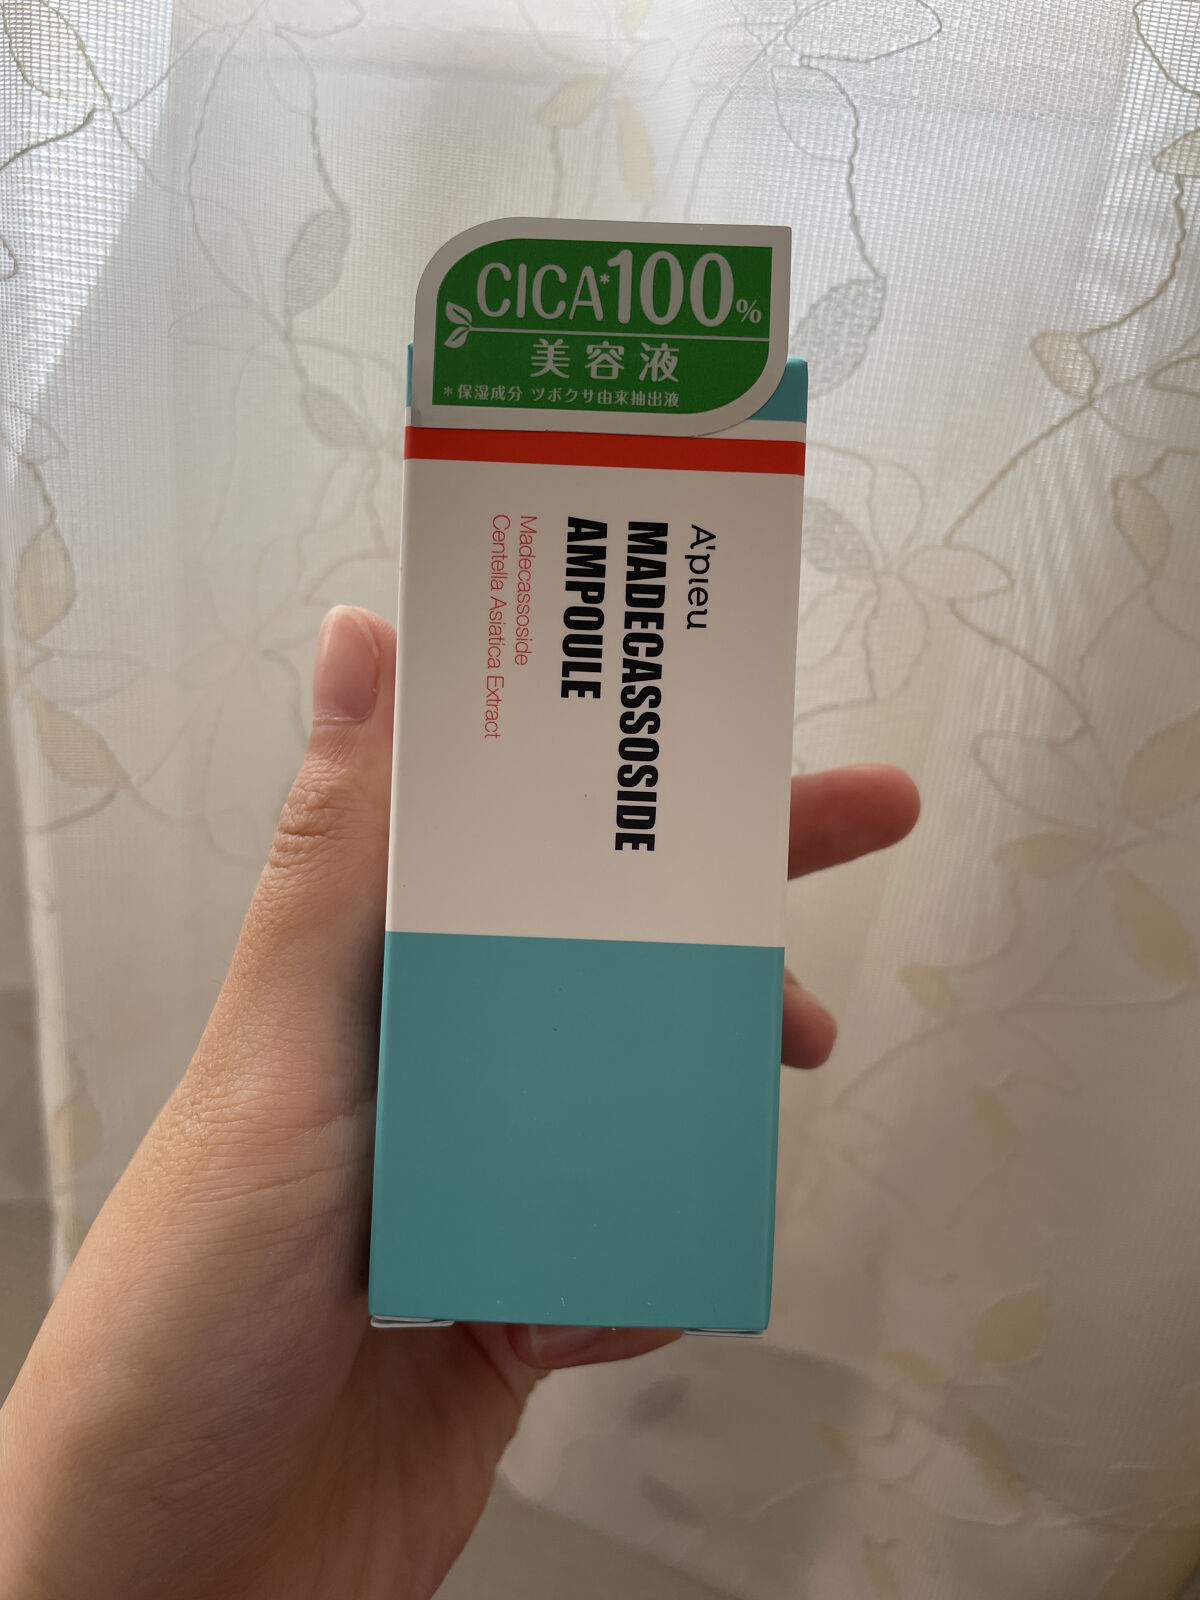 CICA*100%
美容液
*保湿成分 ツボクサ由来抽出液
A'pieu
MADECASSOSIDE
AMPOULE
Madecassoside
Centella Asiatica Extract